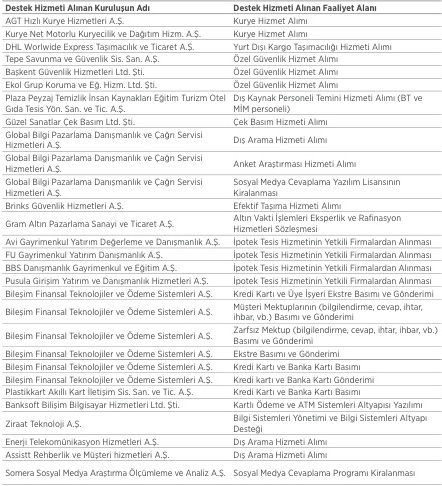 Destek Hizmeti Alınan Kuruluşun Adı Destek Hizmeti Alınan Faaliyet Alanı
AGT Hızlı Kurye Hizmetleri A.Ş. Kurye Hizmet Alımı
Kurye Net Motorlu Kuryecilik ve Dağıtım Hizm. A.Ş. Kurye Hizmet Alımı
DHL Worlwide Express Taşımacılık ve Ticaret A.Ş. Yurt Dışı Kargo Taşımacılığı Hizmeti Alımı
Tepe Savunma ve Güvenlik Sis. San. A.Ş. Özel Güvenlik Hizmet Alımı
Başkent Güvenlik Hizmetleri Ltd. Şti. Özel Güvenlik Hizmeti Alımı
Ekol Grup Koruma ve Eğ. Hizm. Ltd. Şti. Özel Güvenlik Hizmeti Alımı
Plaza Peyzaj Temizlik İnsan Kaynakları Eğitim Turizm Otel Dış Kaynak Personeli Temini Hizmeti Alımı (BT ve
Gıda Tesis Yön. San. ve Tic. A.Ş. MİM personeli)
Güzel Sanatlar Çek Basım Ltd. Şti. Çek Basım Hizmeti Alımı
Global Bilgi Pazarlama Danışmanlık ve Çağrı Servisi
Hizmetleri A.Ş. Dış Arama Hizmeti Alımı
Global Bilgi Pazarlama Danışmanlık ve Çağrı Servisi
Hizmetleri A.Ş. Anket Araştırması Hizmeti Alımı
Global Bilgi Pazarlama Danışmanlık ve Çağrı Servisi Sosyal Medya Cevaplama Yazılım Lisansının
Hizmetleri A.Ş. Kiralanması
Brinks Güvenlik Hizmetleri A.Ş. Efektif Taşıma Hizmeti Alımı
Gram Altın Pazarlama Sanayi ve Ticaret A.Ş. Altın Vakti İşlemleri Eksperlik ve Rafinasyon
Hizmetleri Sözleşmesi
Avi Gayrimenkul Yatırım Değerleme ve Danışmanlık A.Ş. İpotek Tesis Hizmetinin Yetkili Firmalardan Alınması
FU Gayrimenkul Yatırım Danışmanlık A.Ş. İpotek Tesis Hizmetinin Yetkili Firmalardan Alınması
BBS Danışmanlık Gayrimenkul ve Eğitim A.Ş. İpotek Tesis Hizmetinin Yetkili Firmalardan Alınması
Pusula Girişim Yatırım ve Danışmanlık Hizmetleri A.Ş. İpotek Tesis Hizmetinin Yetkili Firmalardan Alınması
Bileşim Finansal Teknolojiler ve Ödeme Sistemleri A.Ş. Kredi Kartı ve Üye İşyeri Ekstre Basımı ve Gönderimi
Bileşim Finansal Teknolojiler ve Ödeme Sistemleri A.Ş. Müşteri Mektuplarının (bilgilendirme, cevap, ihtar,
ihbar, vb.) Basımı ve Gönderimi
Bileşim Finansal Teknolojiler ve Ödeme Sistemleri A.Ş. Zarfsız Mektup (bilgilendirme, cevap, ihtar, ihbar, vb.)
Basımı ve Gönderimi
Bileşim Finansal Teknolojiler ve Ödeme Sistemleri A.Ş. Ekstre Basımı ve Gönderimi
Bileşim Finansal Teknolojiler ve Ödeme Sistemleri A.Ş. Kredi Kartı ve Banka Kartı Basımı
Bileşim Finansal Teknolojiler ve Ödeme Sistemleri A.Ş. Kredi kartı ve Banka Kartı Gönderimi
Plastikkart Akıllı Kart İletişim Sis. San. ve Tic. A.Ş. Kredi Kartı ve Banka Kartı Basımı
Banksoft Bilişim Bilgisayar Hizmetleri Ltd. Şti. Kartlı Ödeme ve ATM Sistemleri Altyapısı Yazılımı
Ziraat Teknoloji A.Ş. Bilgi Sistemleri Yönetimi ve Bilgi Sistemleri Altyapı
Desteği
Enerji Telekomünikasyon Hizmetleri A.Ş. Dış Arama Hizmeti Alımı
Assistt Rehberlik ve Müşteri hizmetleri A.Ş. Dış Arama Hizmeti Alımı
Somera Sosyal Medya Araştırma Ölçümleme ve Analiz A.Ş. Sosyal Medya Cevaplama Programı Kiralanması